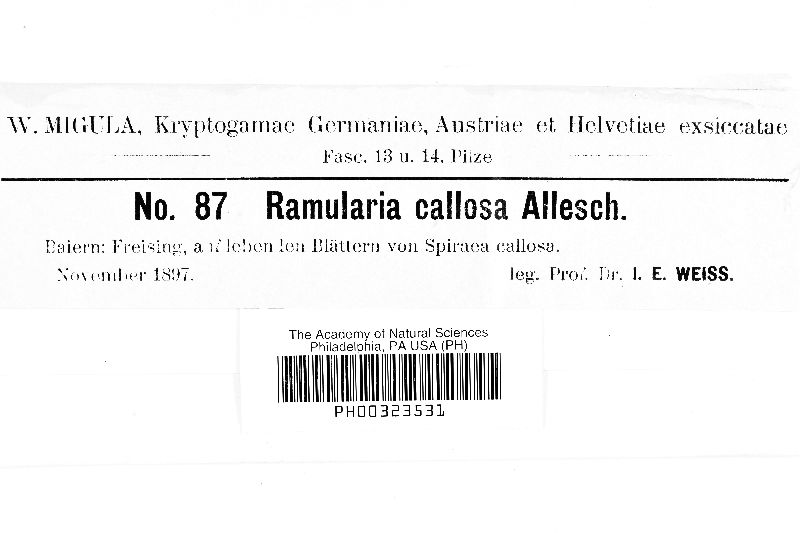 W. MIGULA, Kryptogamae Germaniae, Austriae et Helvetiae exsiccatae
Fasc. 13 u. 14. Pilze
No. 87 Ramularia callosa Allesch.
Baiern: Freising, auf lebenden Blättern von Spiraea callosa.
November 1897.
leg. Prof. Dr. I. E. WEISS.
The Academy of Natural Sciences
Philadelphia, PA USA (PH)
PH00323531